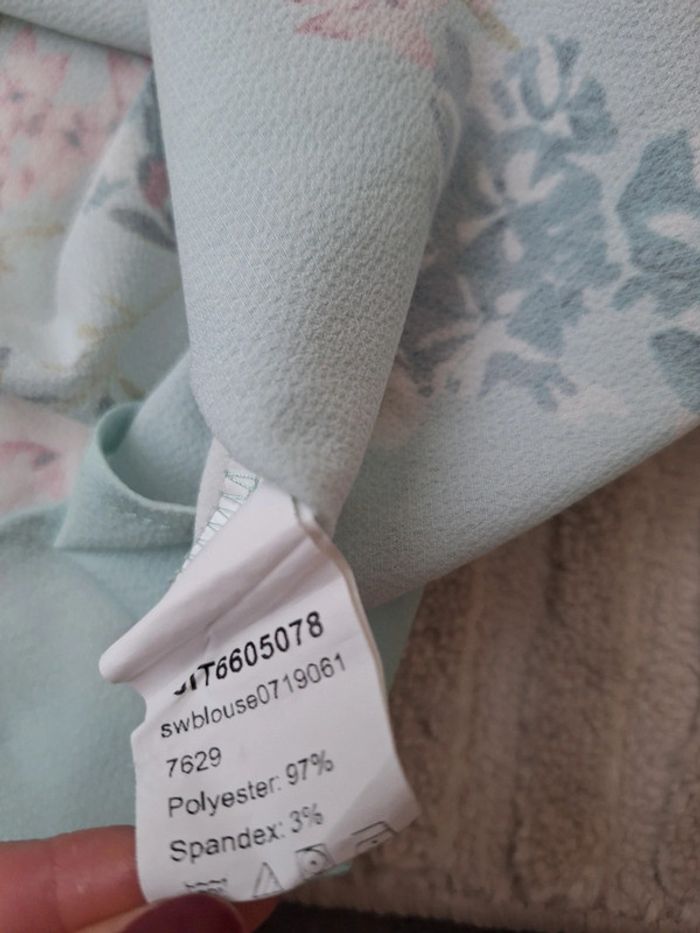 swblouse0719061
7629
Polyester: 97%
Spandex: 3%